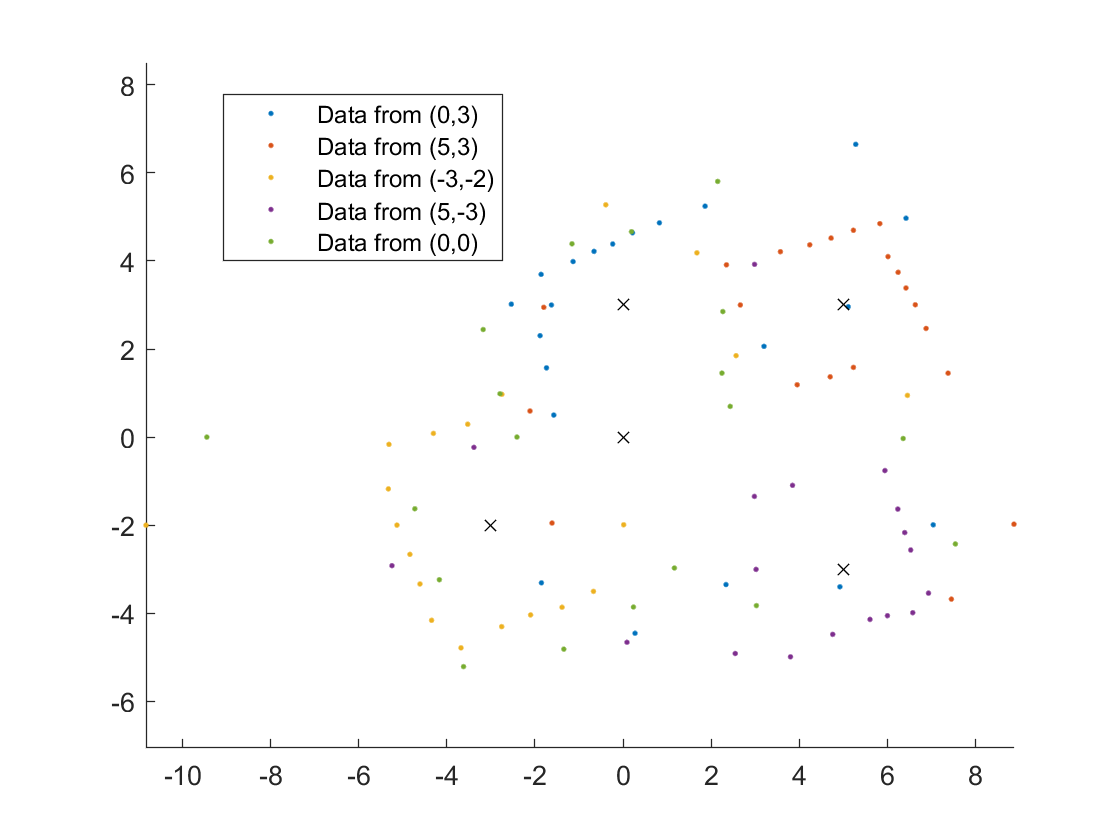 8
Data from (0,3)
Data from (5,3)
6
Data from (-3,-2)
Data from (5,-3)
Data from (0,0)
4
2
0
-2
-4
-6
-10 -8 -6 -4 -2 0 2 4 6 8